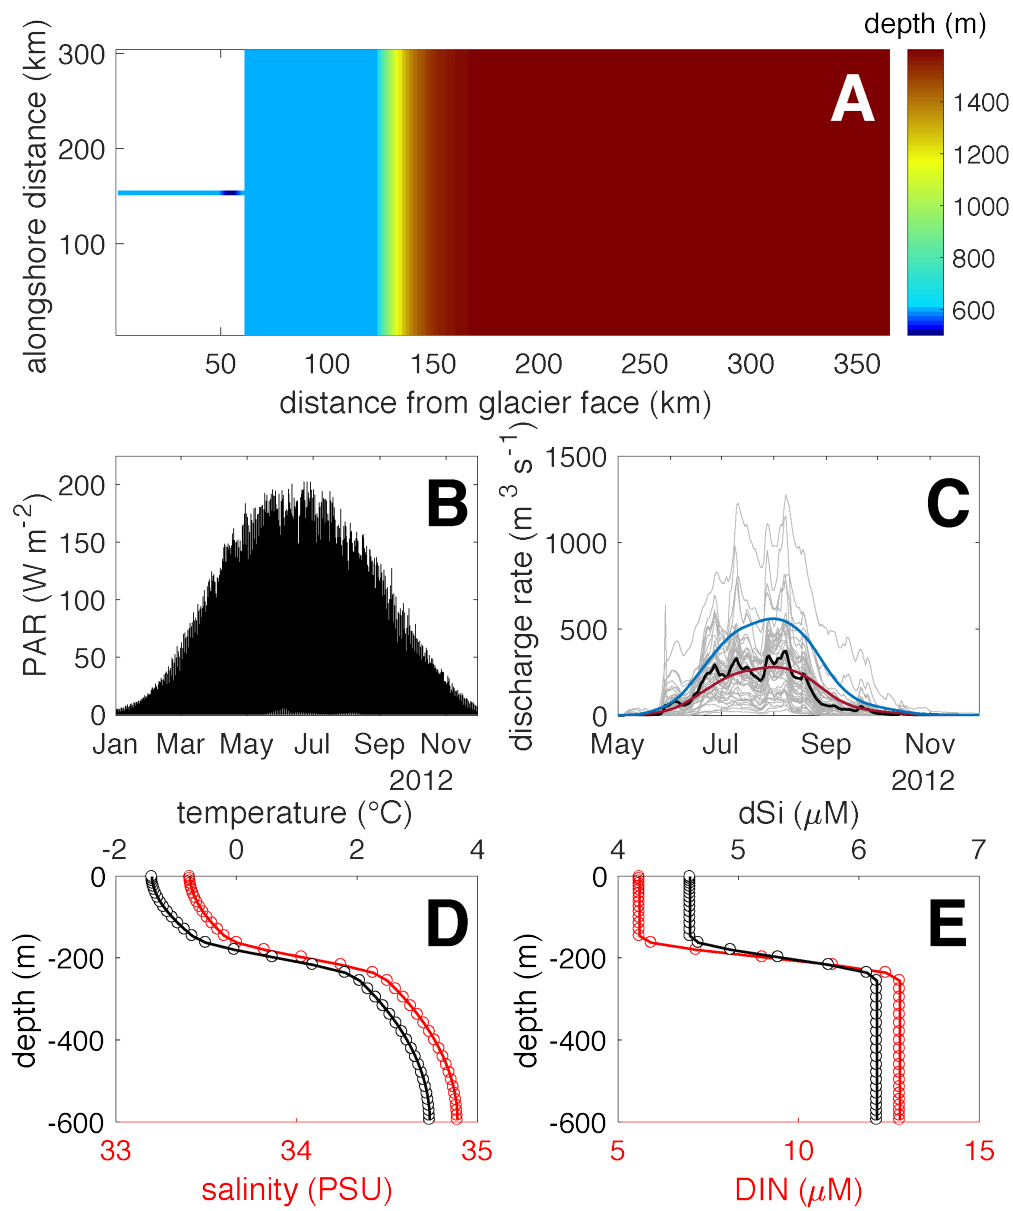 depth (m)
alongshore distance (km)
300
200
100
A
1400
1200
1000
800
600
50
100
150
200
250
300
350
distance from glacier face (km)
PAR (W m-2)
200
150
100
50
0
B
Jan
Mar
May
Jul
Sep
Nov
2012
discharge rate (m 3 s-1)
1500
1000
500
0
C
May
Jul
Sep
Nov
2012
temperature (°C)
-2
0
2
4
depth (m)
0
-200
-400
-600
D
33
34
35
salinity (PSU)
dSi (μM)
4
5
6
7
depth (m)
0
-200
-400
-600
E
5
10
15
DIN (μM)